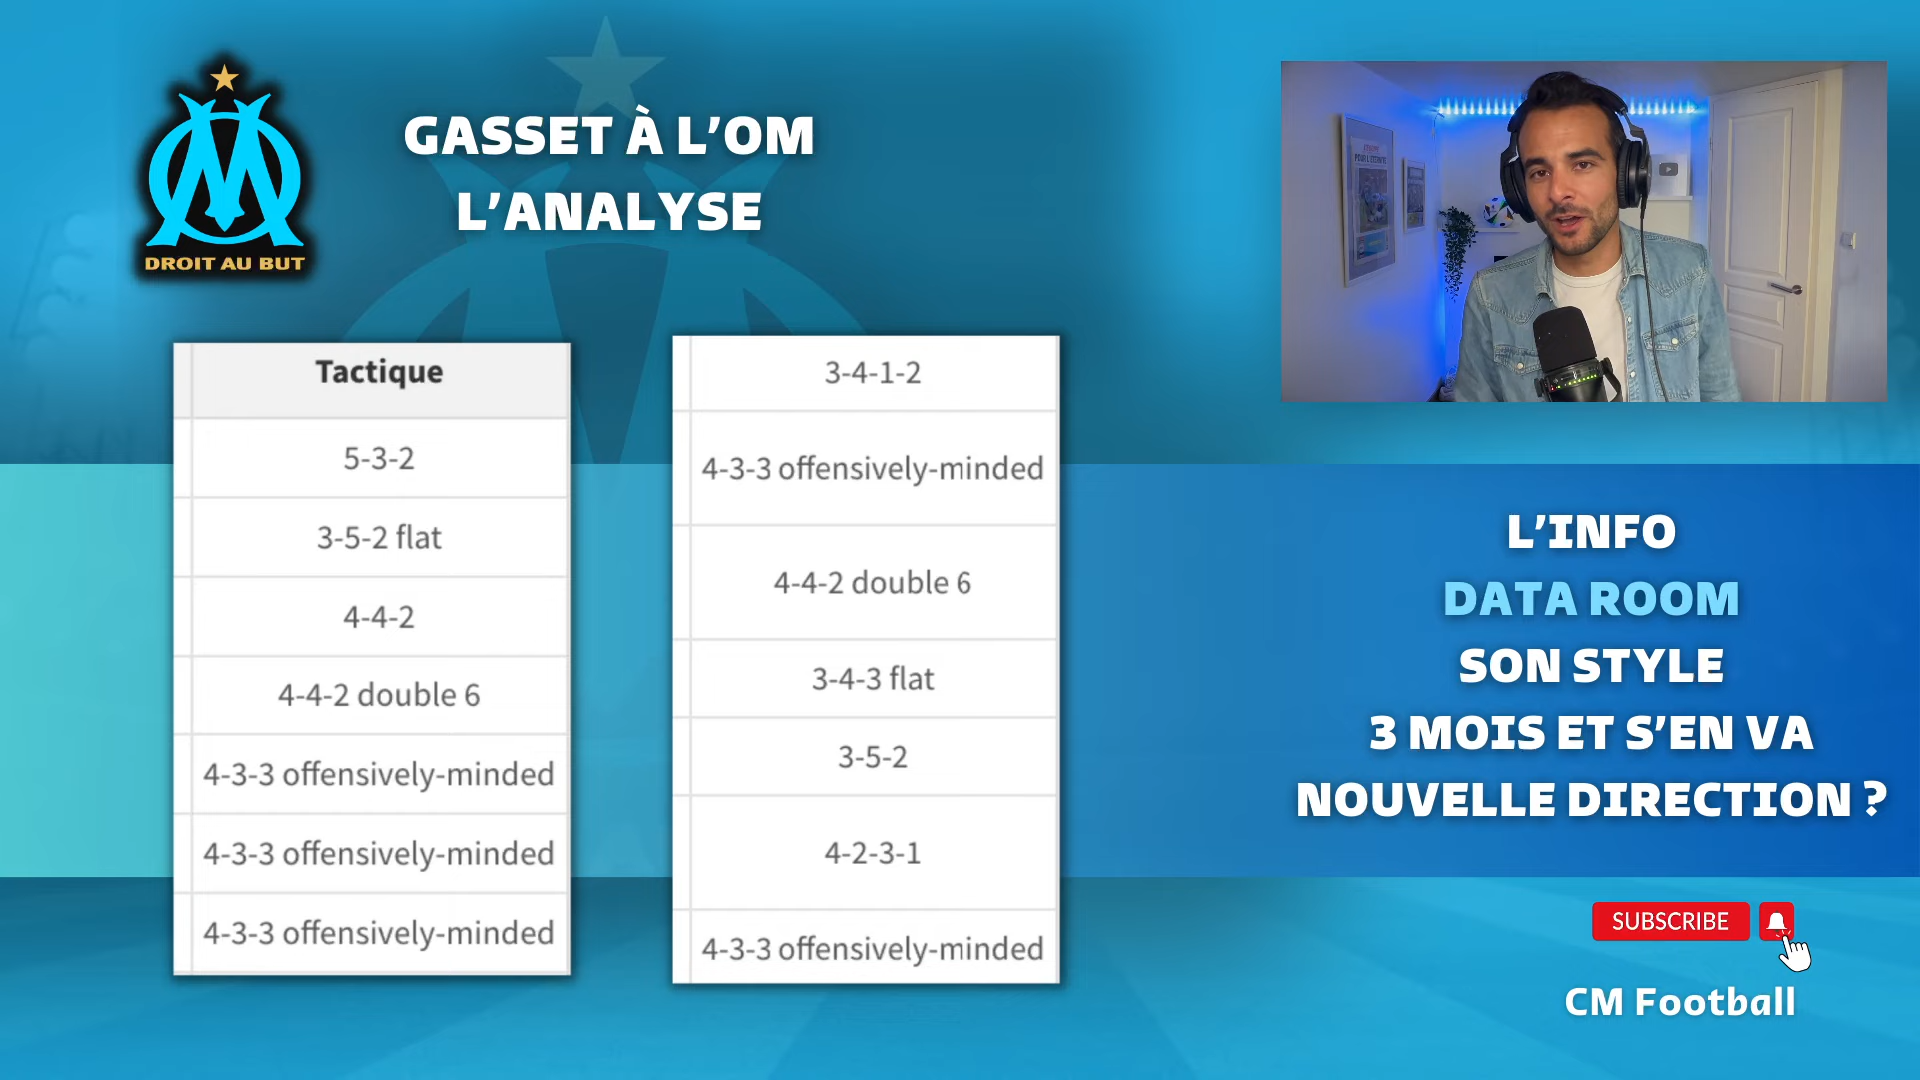 DROIT AU BUT
GASSET À L'OM
L'ANALYSE
Tactique
5-3-2
3-5-2 flat
4-4-2
4-4-2 double 6
4-3-3 offensively-minded
4-3-3 offensively-minded
4-3-3 offensively-minded
3-4-1-2
4-3-3 offensively-minded
4-4-2 double 6
3-4-3 flat
3-5-2
4-2-3-1
4-3-3 offensively-minded
POUR L'ÉTERNITÉ
L'INFO
DATA ROOM
SON STYLE
3 MOIS ET S'EN VA
NOUVELLE DIRECTION ?
SUBSCRIBE
CM Football